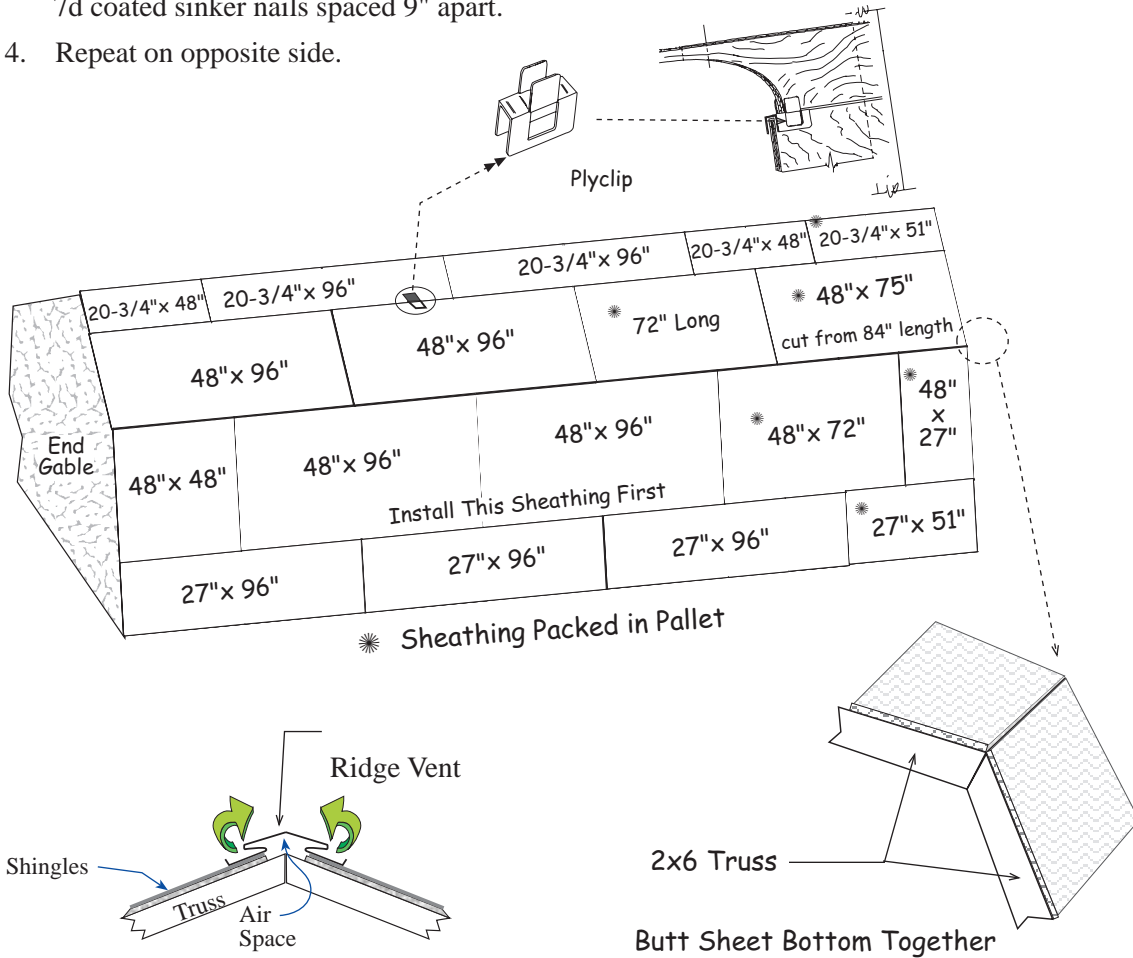 7d coated sinker nails spaced 9" apart.
4. Repeat on opposite side.
Plyclip
20-3/4"x 48"
20-3/4"x 96"
20-3/4"x 96"
20-3/4"x 48"
20-3/4"x 51"
48"x 96"
48"x 96"
72" Long
48"x 75"
cut from 84" length
End
Gable
48"x 48"
48"x 96"
48"x 96"
48"x 72"
48"
x
27"
Install This Sheathing First
27"x 96"
27"x 96"
27"x 96"
27"x 51"
Sheathing Packed in Pallet
Ridge Vent
Shingles
Truss
Air
Space
2x6 Truss
Butt Sheet Bottom Together